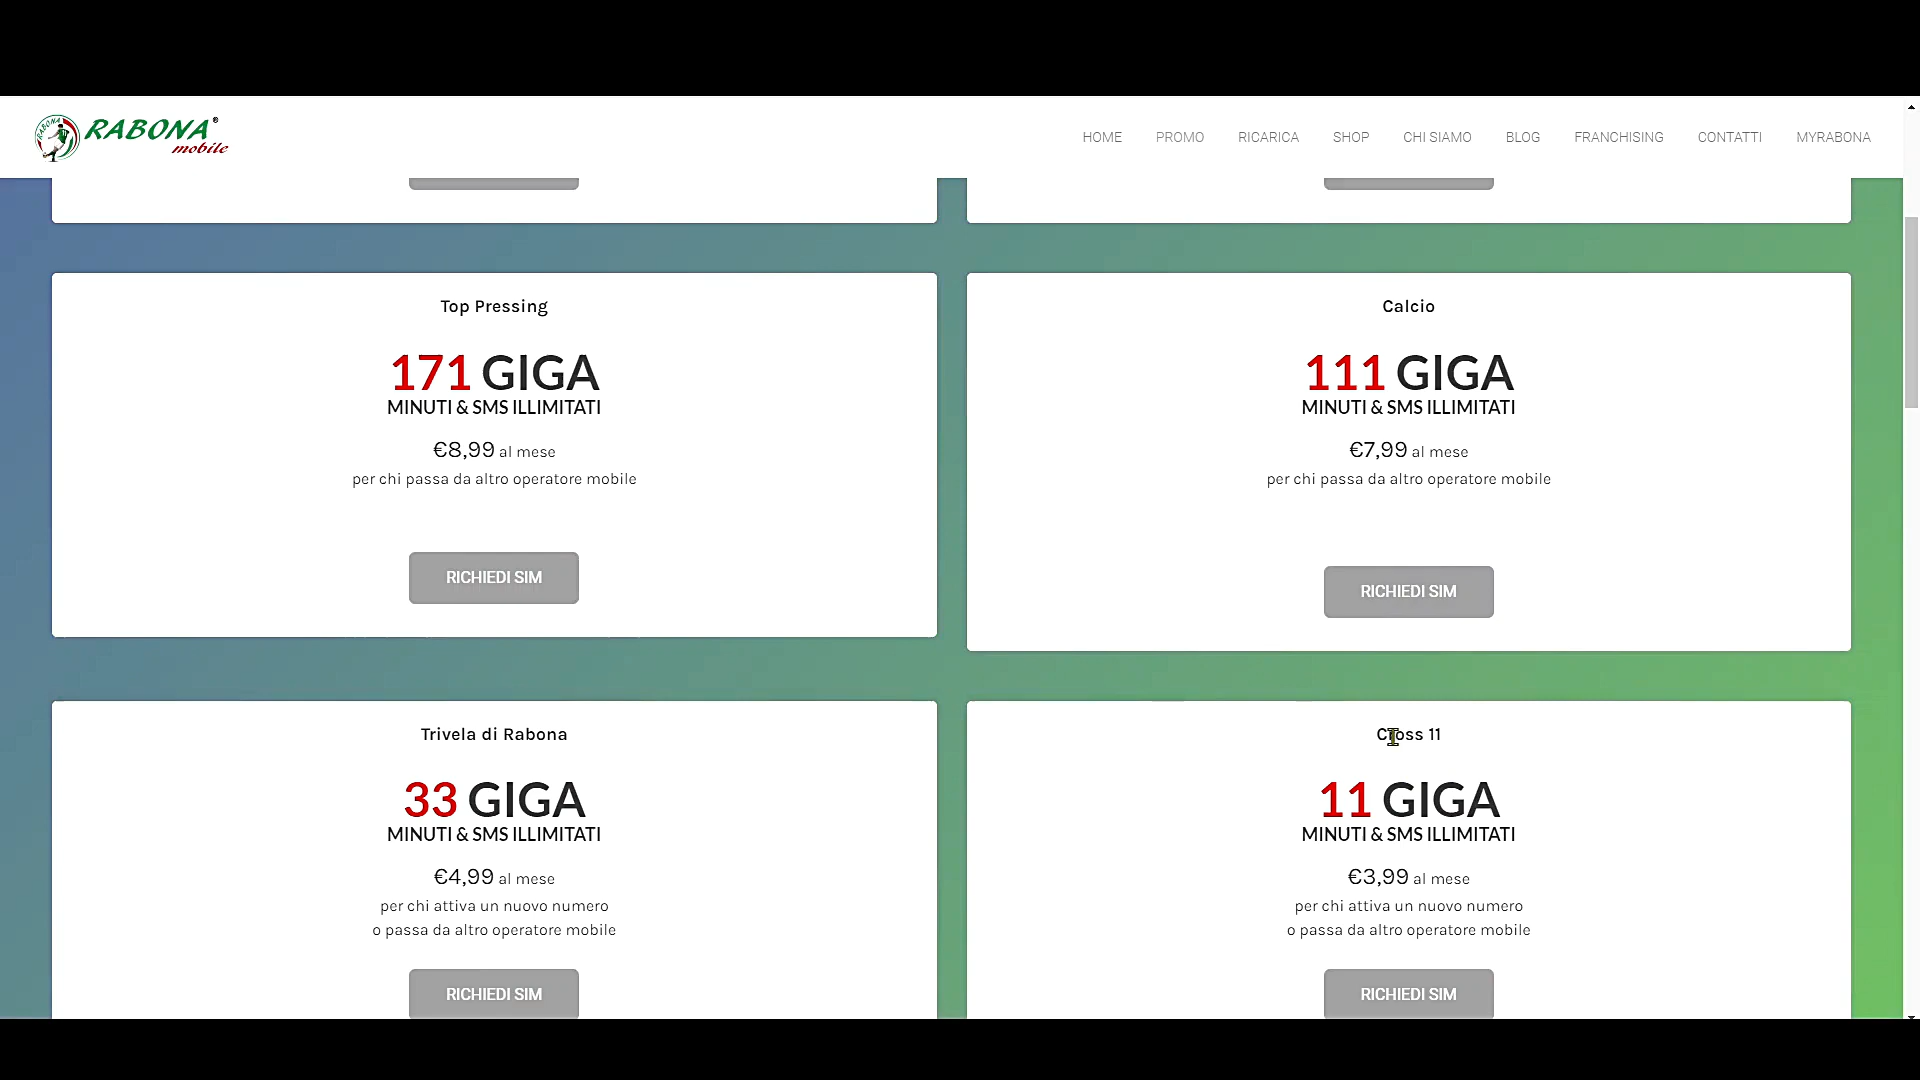 RABONA®
mobile
HOME PROMO RICARICA SHOP CHI SIAMO BLOG FRANCHISING CONTATTI MYRABONA
Top Pressing
171 GIGA
MINUTI & SMS ILLIMITATI
€8,99 al mese
per chi passa da altro operatore mobile
RICHIEDI SIM
Calcio
111 GIGA
MINUTI & SMS ILLIMITATI
€7,99 al mese
per chi passa da altro operatore mobile
RICHIEDI SIM
Trivela di Rabona
33 GIGA
MINUTI & SMS ILLIMITATI
€4,99 al mese
per chi attiva un nuovo numero
o passa da altro operatore mobile
RICHIEDI SIM
Cross 11
11 GIGA
MINUTI & SMS ILLIMITATI
€3,99 al mese
per chi attiva un nuovo numero
o passa da altro operatore mobile
RICHIEDI SIM